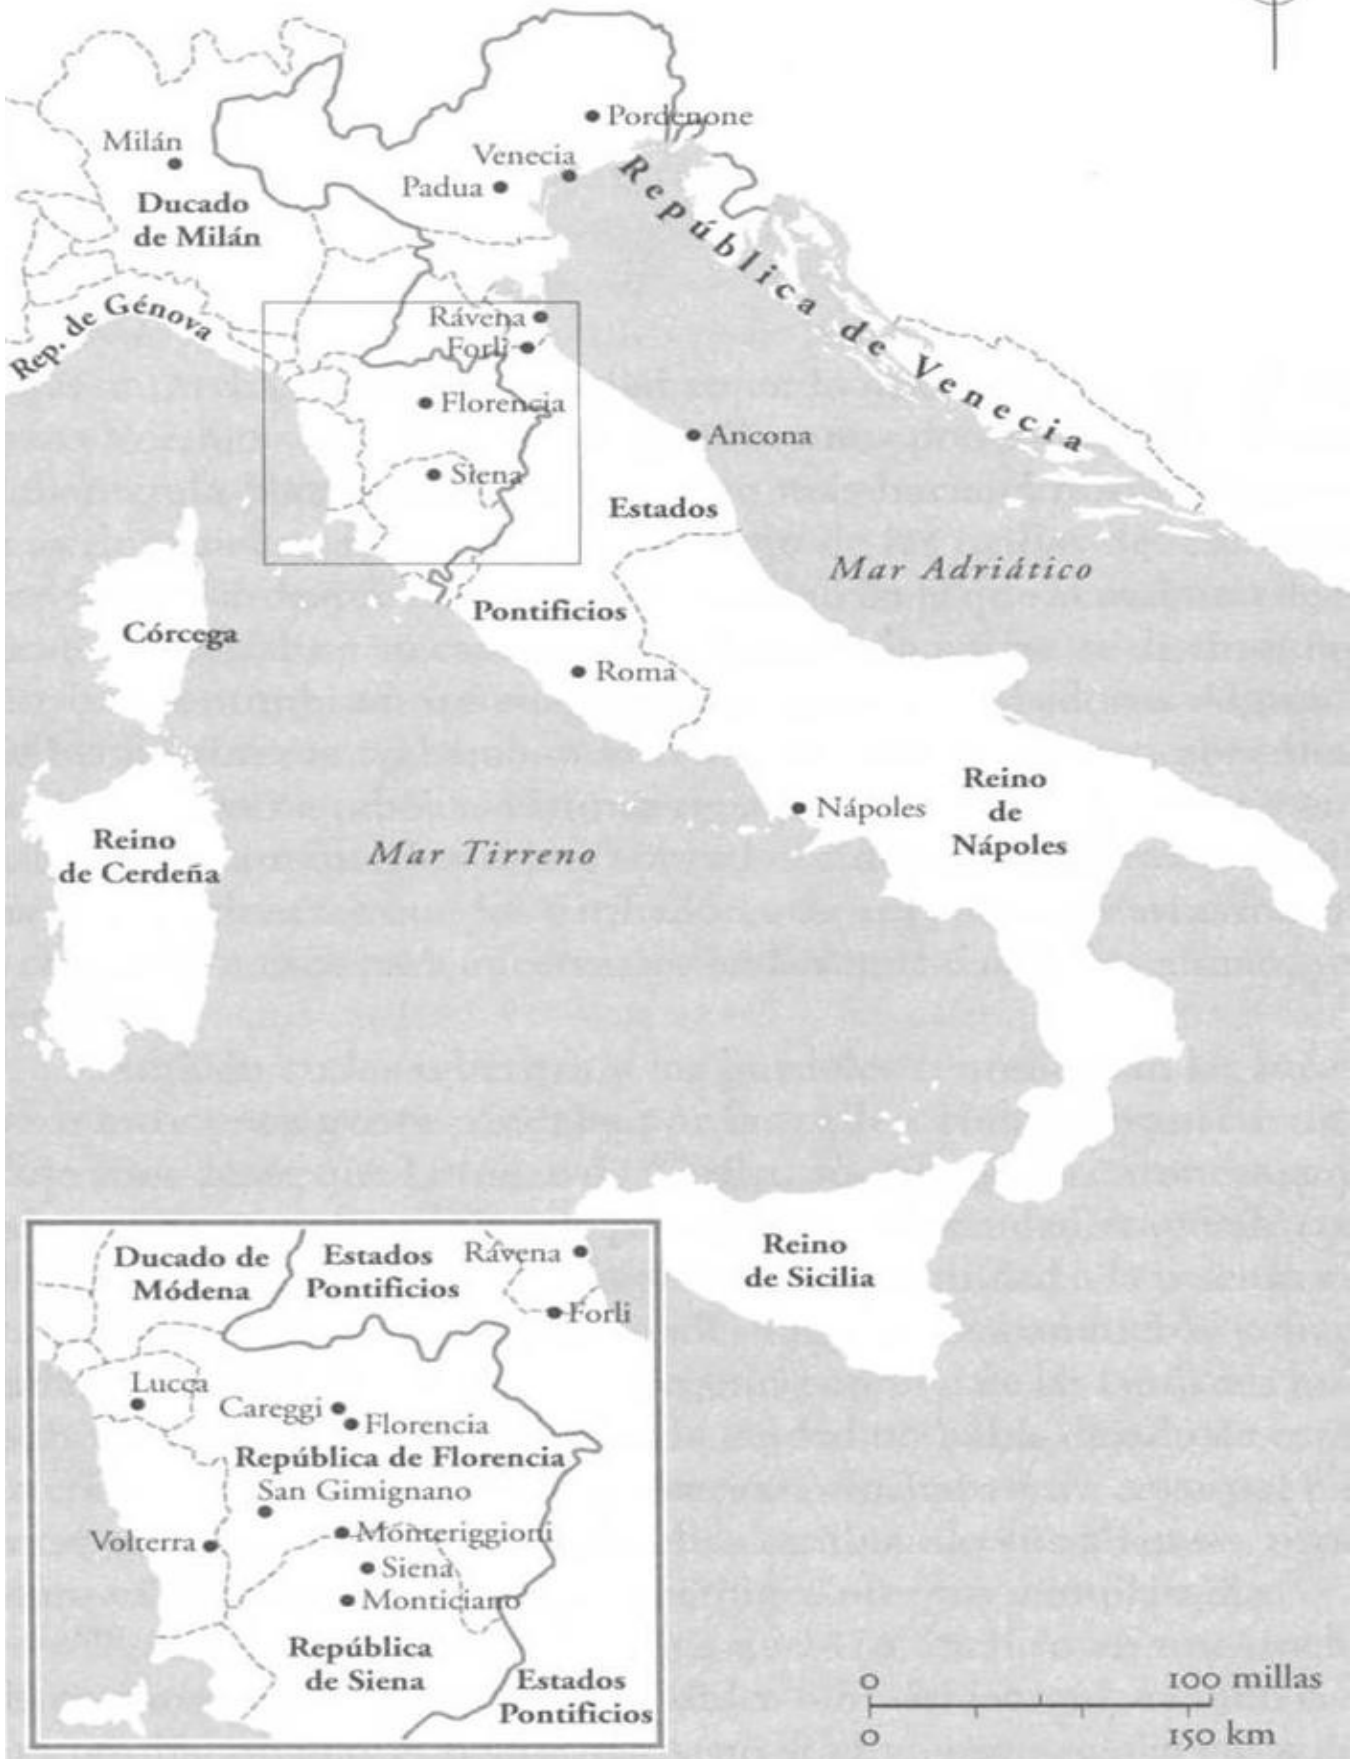 Pordenone
Milán
Venecia
Padua
República de Venecia
Ducado
de Milán
Rep. de Génova
Rávena
Forli
Florencia
Ancona
Siena
Estados
Mar Adriático
Pontificios
Córcega
Roma
Reino
de
Nápoles
Nápoles
Reino
de Cerdeña
Mar Tirreno
Reino
de Sicilia
Ducado de
Módena
Estados
Pontificios
Rávena
Forli
Lucca
Careggi
Florencia
República de Florencia
San Gimignano
Volterra
Monteriggioni
Siena
Monticiano
República
de Siena
Estados
Pontificios
0 100 millas
0 150 km